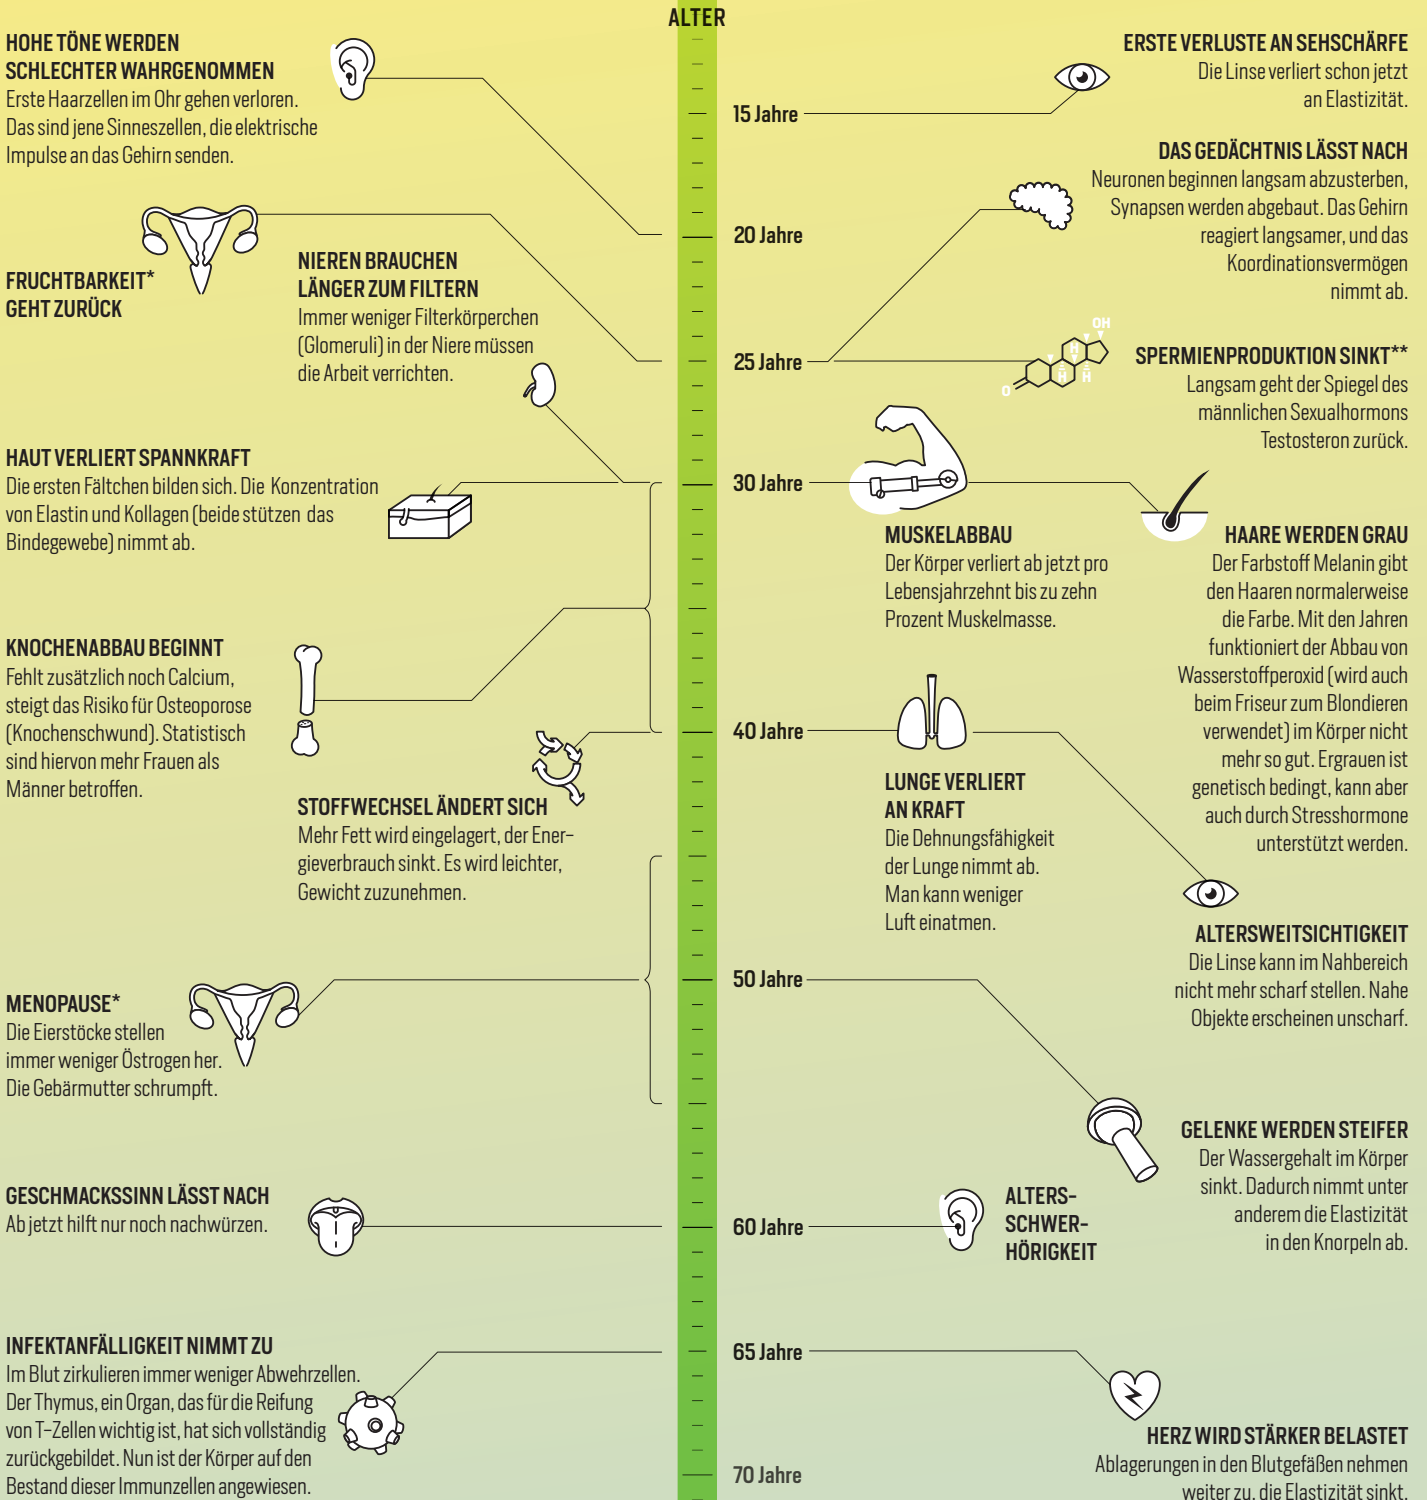 ALTER
HOHE TÖNE WERDEN
SCHLECHTER WAHRGENOMMEN
Erste Haarzellen im Ohr gehen verloren.
Das sind jene Sinneszellen, die elektrische
Impulse an das Gehirn senden.
ERSTE VERLUSTE AN SEHSCHÄRFE
Die Linse verliert schon jetzt
an Elastizität.
15 Jahre
DAS GEDÄCHTNIS LÄSST NACH
Neuronen beginnen langsam abzusterben,
Synapsen werden abgebaut. Das Gehirn
reagiert langsamer, und das
Koordinationsvermögen
nimmt ab.
20 Jahre
FRUCHTBARKEIT*
GEHT ZURÜCK
NIEREN BRAUCHEN
LÄNGER ZUM FILTERN
Immer weniger Filterkörperchen
(Glomeruli) in der Niere müssen
die Arbeit verrichten.
25 Jahre
OH
H
H
H
O
SPERMIENPRODUKTION SINKT**
Langsam geht der Spiegel des
männlichen Sexualhormons
Testosteron zurück.
HAUT VERLIERT SPANNKRAFT
Die ersten Fältchen bilden sich. Die Konzentration
von Elastin und Kollagen (beide stützen das
Bindegewebe) nimmt ab.
30 Jahre
MUSKELABBAU
Der Körper verliert ab jetzt pro
Lebensjahrzehnt bis zu zehn
Prozent Muskelmasse.
HAARE WERDEN GRAU
Der Farbstoff Melanin gibt
den Haaren normalerweise
die Farbe. Mit den Jahren
funktioniert der Abbau von
Wasserstoffperoxid (wird auch
beim Friseur zum Blondieren
verwendet) im Körper nicht
mehr so gut. Ergrauen ist
genetisch bedingt, kann aber
auch durch Stresshormone
unterstützt werden.
KNOCHENABBAU BEGINNT
Fehlt zusätzlich noch Calcium,
steigt das Risiko für Osteoporose
(Knochenschwund). Statistisch
sind hiervon mehr Frauen als
Männer betroffen.
40 Jahre
STOFFWECHSEL ÄNDERT SICH
Mehr Fett wird eingelagert, der Ener-
gieverbrauch sinkt. Es wird leichter,
Gewicht zuzunehmen.
LUNGE VERLIERT
AN KRAFT
Die Dehnungsfähigkeit
der Lunge nimmt ab.
Man kann weniger
Luft einatmen.
ALTERSWEITSICHTIGKEIT
Die Linse kann im Nahbereich
nicht mehr scharf stellen. Nahe
Objekte erscheinen unscharf.
50 Jahre
MENOPAUSE*
Die Eierstöcke stellen
immer weniger Östrogen her.
Die Gebärmutter schrumpft.
GELENKE WERDEN STEIFER
Der Wassergehalt im Körper
sinkt. Dadurch nimmt unter
anderem die Elastizität
in den Knorpeln ab.
GESCHMACKSSINN LÄSST NACH
Ab jetzt hilft nur noch nachwürzen.
60 Jahre
ALTERS-
SCHWER-
HÖRIGKEIT
INFEKTANFÄLLIGKEIT NIMMT ZU
Im Blut zirkulieren immer weniger Abwehrzellen.
Der Thymus, ein Organ, das für die Reifung
von T-Zellen wichtig ist, hat sich vollständig
zurückgebildet. Nun ist der Körper auf den
Bestand dieser Immunzellen angewiesen.
65 Jahre
HERZ WIRD STÄRKER BELASTET
Ablagerungen in den Blutgefäßen nehmen
weiter zu, die Elastizität sinkt.
70 Jahre